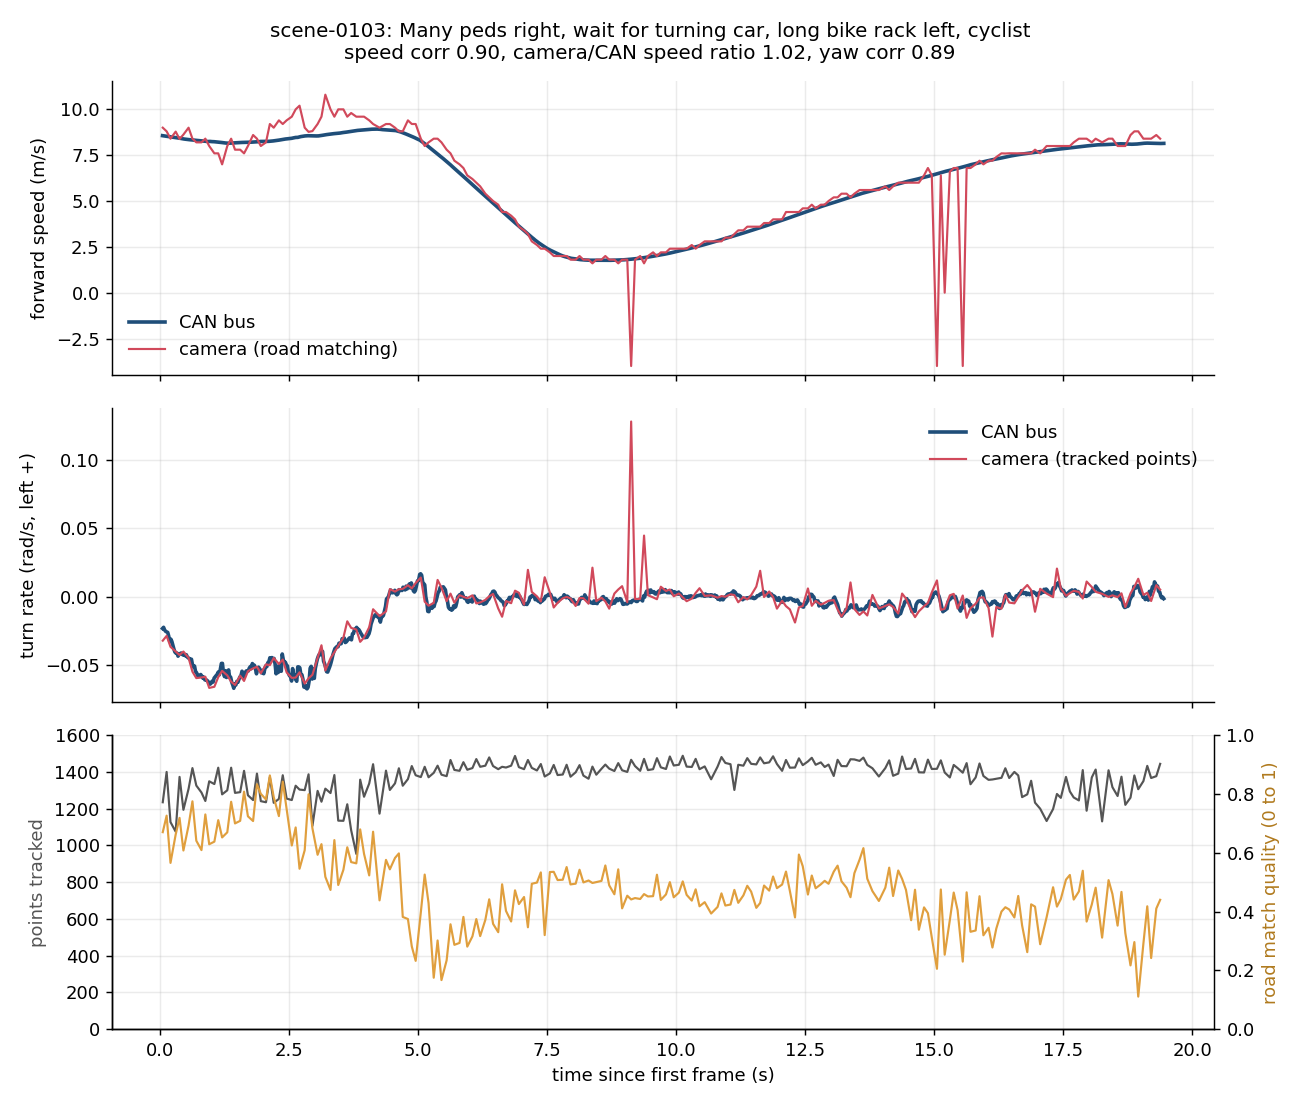 scene-0103: Many peds right, wait for turning car, long bike rack left, cyclist
speed corr 0.90, camera/CAN speed ratio 1.02, yaw corr 0.89
forward speed (m/s)
10.0
7.5
5.0
2.5
0.0
−2.5
CAN bus
camera (road matching)
turn rate (rad/s, left +)
0.10
0.05
0.00
−0.05
CAN bus
camera (tracked points)
points tracked
1600
1400
1200
1000
800
600
400
200
0
1.0
0.8
0.6
0.4
0.2
0.0
road match quality (0 to 1)
0.0 2.5 5.0 7.5 10.0 12.5 15.0 17.5 20.0
time since first frame (s)